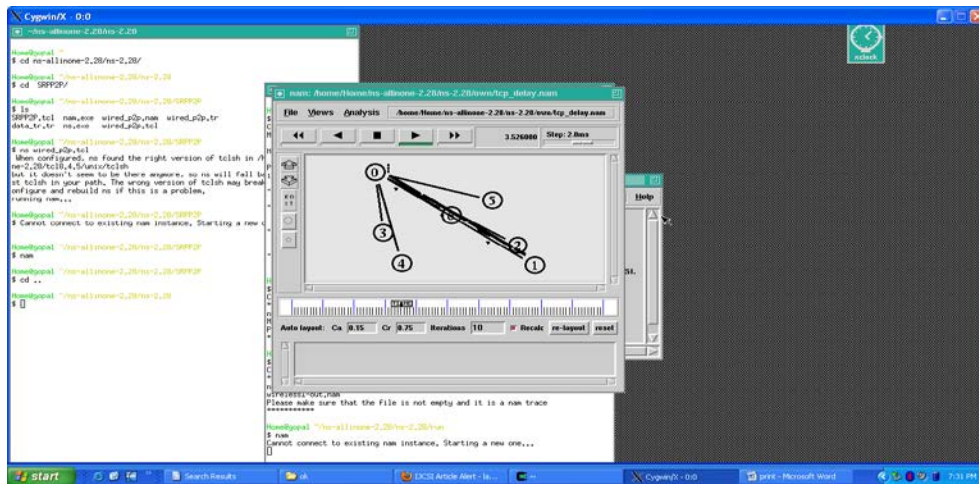 Cygwin/X - 0:0
~/ns-allinone-2.28/ns-2.28
Home@gopal ~
$ cd ns-allinone-2.28/ns-2.28/
Home@gopal ~/ns-allinone-2.28/ns-2.28
$ cd SRPP2P/
Home@gopal ~/ns-allinone-2.28/ns-2.28/SRPP2P
$ ls
SRPP2P.tcl nam.exe wired_p2p.nam wired_p2p.tr
data_tr.tr ns.exe wired_p2p.tcl
Home@gopal ~/ns-allinone-2.28/ns-2.28/SRPP2P
$ ns wired_p2p.tcl
When configured, ns found the right version of tclsh in /
ne-2.28/tcl8.4.5/unix/tclsh
but it doesn't seem to be there anymore, so ns will fall b
st tclsh in your path. The wrong version of tclsh may break
onfigure and rebuild ns if this is a problem.
running nam...
Home@gopal ~/ns-allinone-2.28/ns-2.28/SRPP2P
$ Cannot connect to existing nam instance. Starting a new
Home@gopal ~/ns-allinone-2.28/ns-2.28/SRPP2P
$ nam
Home@gopal ~/ns-allinone-2.28/ns-2.28/SRPP2P
$ cd ..
Home@gopal ~/ns-allinone-2.28/ns-2.28
$
nam: /home/Home/ns-allinone-2.28/ns-2.28/own/tcp_delay.nam
File Views Analysis /home/Home/ns-allinone-2.28/ns-2.28/own/tcp_delay.nam
3.526000 Step: 2.0ms
0
5
3
2
4
1
Auto layout: Ca 0.15 Cr 0.75 Iterations 10 Recalc re-layout reset
Help
wireless1-out.nam
Please make sure that the file is not empty and it is a nam trace
***********
Home@gopal ~/ns-allinone-2.28/ns-2.28/run
$ nam
Cannot connect to existing nam instance. Starting a new one...
xclock
start
Search Results
ok
IJCSI Article Alert - Is...
Cygwin/X - 0:0
print - Microsoft Word
7:31 PM